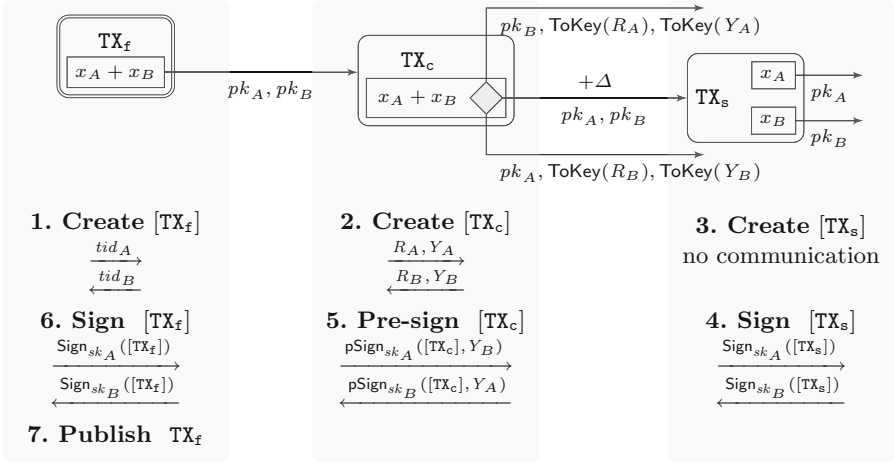 TX_f
x_A + x_B
pk_A, pk_B
TX_c
x_A + x_B
pk_B, ToKey(R_A), ToKey(Y_A)
+Δ
pk_A, pk_B
pk_A, ToKey(R_B), ToKey(Y_B)
TX_s
x_A
pk_A
x_B
pk_B
1. Create [TX_f]
tid_A
tid_B
2. Create [TX_c]
R_A, Y_A
R_B, Y_B
3. Create [TX_s]
no communication
6. Sign [TX_f]
Sign_{sk_A}([TX_f])
Sign_{sk_B}([TX_f])
5. Pre-sign [TX_c]
pSign_{sk_A}([TX_c], Y_B)
pSign_{sk_B}([TX_c], Y_A)
4. Sign [TX_s]
Sign_{sk_A}([TX_s])
Sign_{sk_B}([TX_s])
7. Publish TX_f